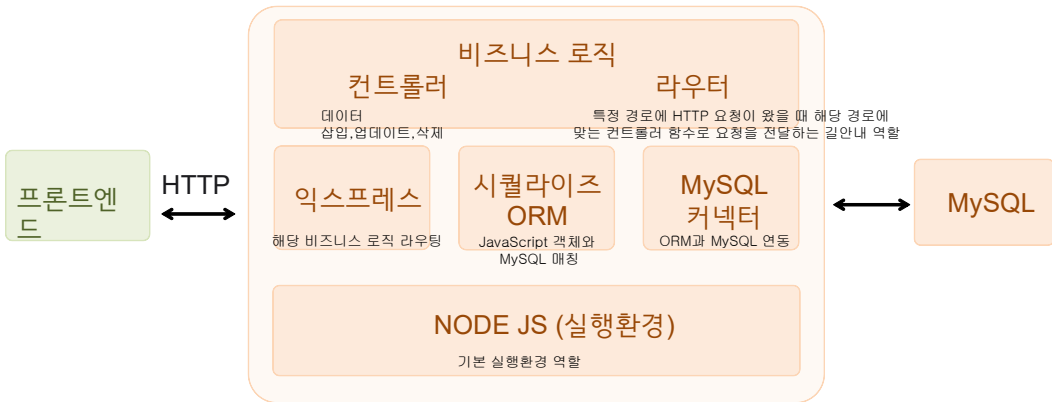 비즈니스 로직
컨트롤러
라우터
데이터
삽입,업데이트,삭제
특정 경로에 HTTP 요청이 왔을 때 해당 경로에
맞는 컨트롤러 함수로 요청을 전달하는 길안내 역할
프론트엔
드
HTTP
익스프레스
해당 비즈니스 로직 라우팅
시퀄라이즈
ORM
JavaScript 객체와
MySQL 매칭
MySQL
커넥터
ORM과 MySQL 연동
MySQL
NODE JS (실행환경)
기본 실행환경 역할